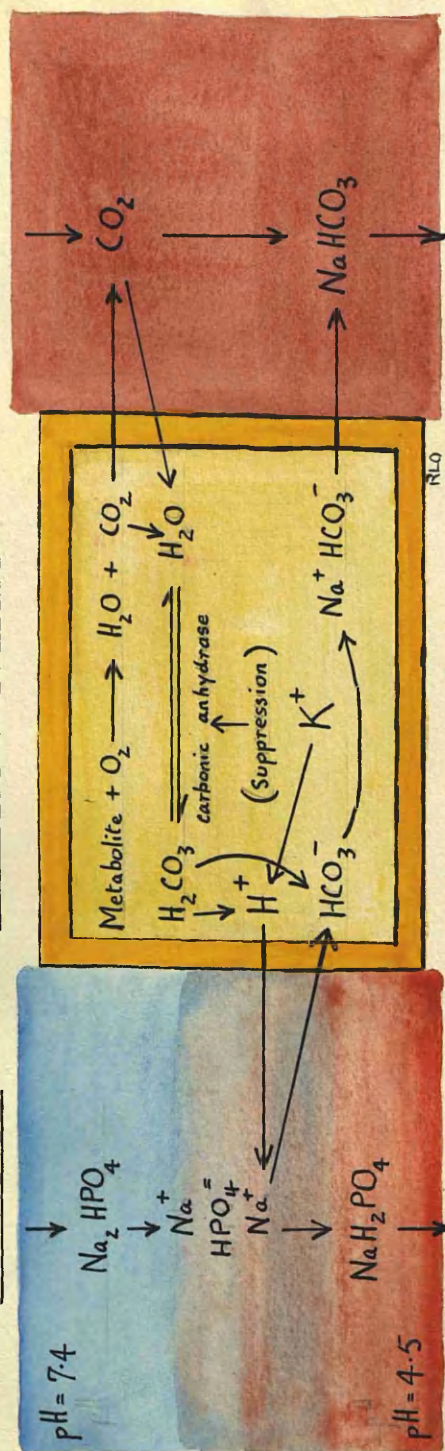 pH = 7.4
Na₂HPO₄
Na⁺
HPO₄⁼
Na⁺
NaH₂PO₄
pH = 4.5
Metabolite + O₂ ⟶ H₂O + CO₂
H₂CO₃
H₂O
carbonic anhydrase
H⁺
(Suppression)
K⁺
HCO₃⁻
Na⁺ HCO₃⁻
CO₂
NaHCO₃
RLO